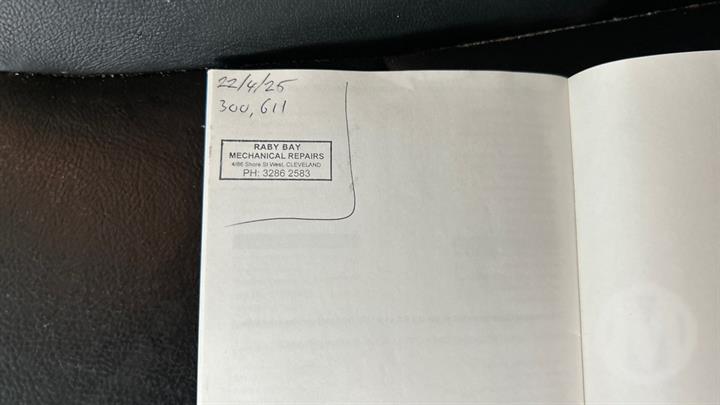 22/4/25
300,611
RABY BAY
MECHANICAL REPAIRS
4/86 Shore St West, CLEVELAND
PH: 3286 2583